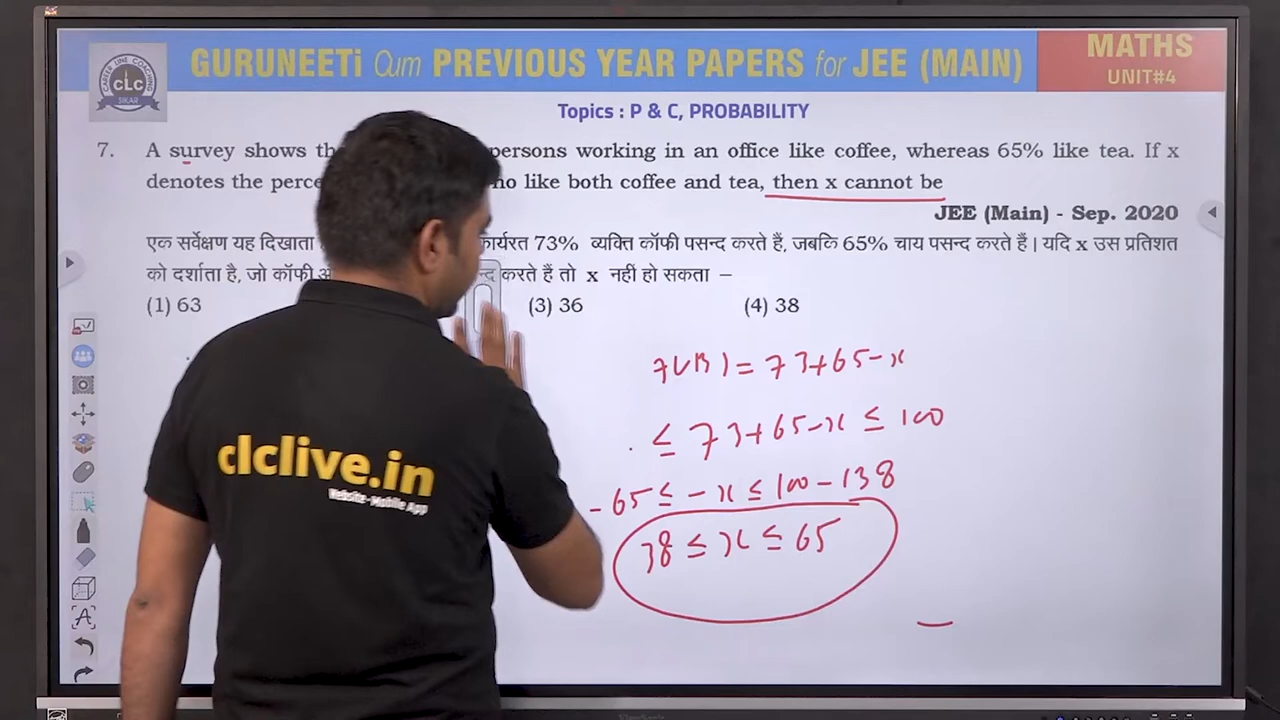 GURUNEETi Cum PREVIOUS YEAR PAPERS for JEE (MAIN)
MATHS
UNIT#4
CAREER LINE COACHING
CLC
SIKAR
Topics : P & C, PROBABILITY
7. A survey shows persons working in an office like coffee, whereas 65% like tea. If x
denotes the like both coffee and tea, then x cannot be
JEE (Main) - Sep. 2020
एक सर्वेक्षण यह दिखाता 73% व्यक्ति कॉफी पसन्द करते हैं, जबकि 65% चाय पसन्द करते है। यदि x उस प्रतिशत
को दर्शाता है, जो कॉफी करते हैं तो x नहीं हो सकता –
(1) 63 (3) 36 (4) 38
= 73+65-x
≤ 73+65-x ≤ 100
-65 ≤ -x ≤ 100-138
38 ≤ x ≤ 65
clclive.in
Website • Mobile App